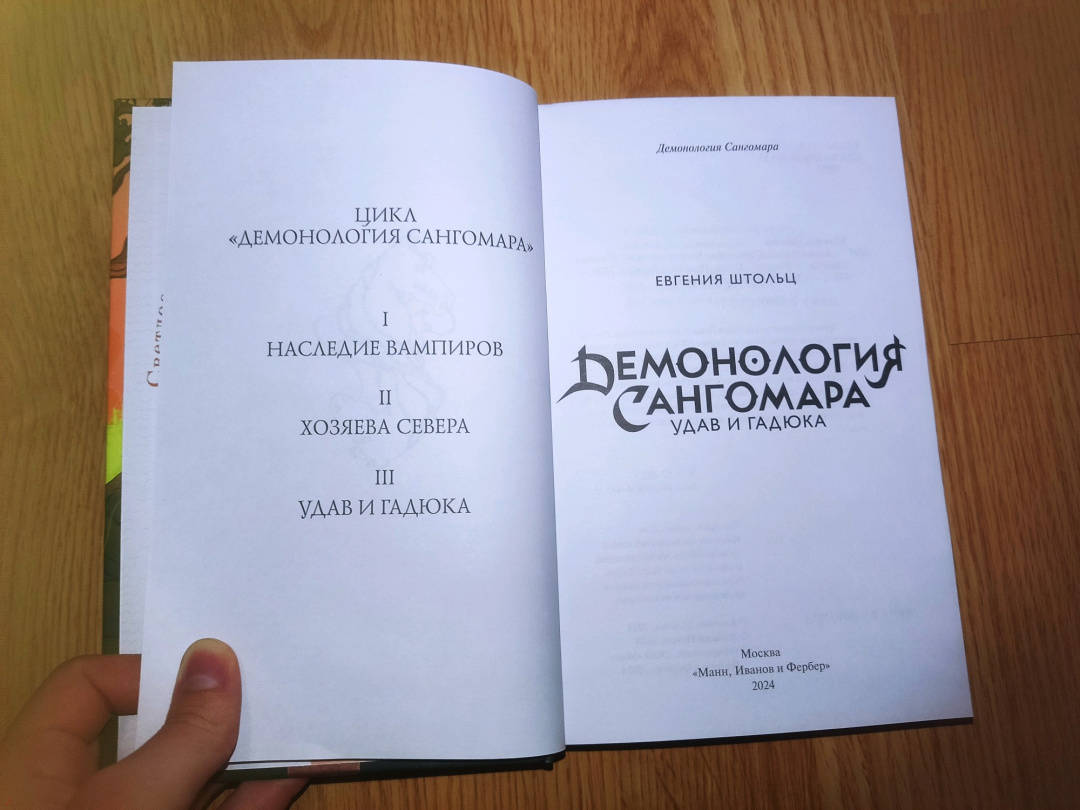 ЦИКЛ
«ДЕМОНОЛОГИЯ САНГОМАРА»
I
НАСЛЕДИЕ ВАМПИРОВ
II
ХОЗЯЕВА СЕВЕРА
III
УДАВ И ГАДЮКА
Демонология Сангомара
ЕВГЕНИЯ ШТОЛЬЦ
ДЕМОНОЛОГИЯ
САНГОМАРА
УДАВ И ГАДЮКА
Москва
«Манн, Иванов и Фербер»
2024